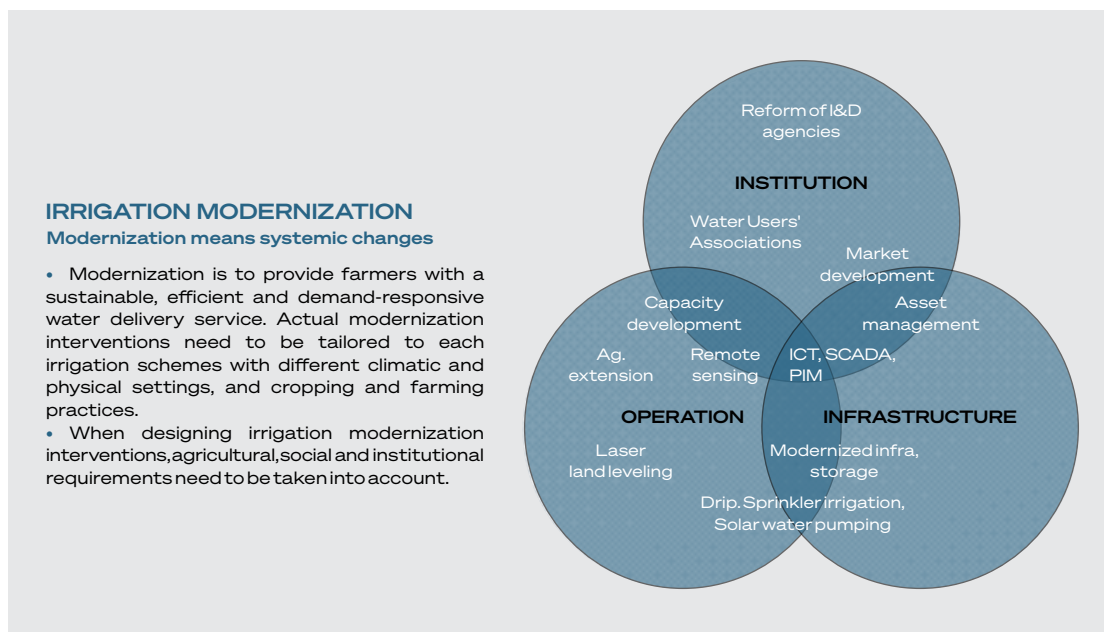 IRRIGATION MODERNIZATION
Modernization means systemic changes
• Modernization is to provide farmers with a
sustainable, efficient and demand-responsive
water delivery service. Actual modernization
interventions need to be tailored to each
irrigation schemes with different climatic and
physical settings, and cropping and farming
practices.
• When designing irrigation modernization
interventions, agricultural, social and institutional
requirements need to be taken into account.
Reform of I&D
agencies
INSTITUTION
Water Users'
Associations
Market
development
Capacity
development
Asset
management
Ag.
extension
Remote
sensing
ICT, SCADA,
PIM
OPERATION
INFRASTRUCTURE
Laser
land leveling
Modernized infra,
storage
Drip. Sprinkler irrigation,
Solar water pumping